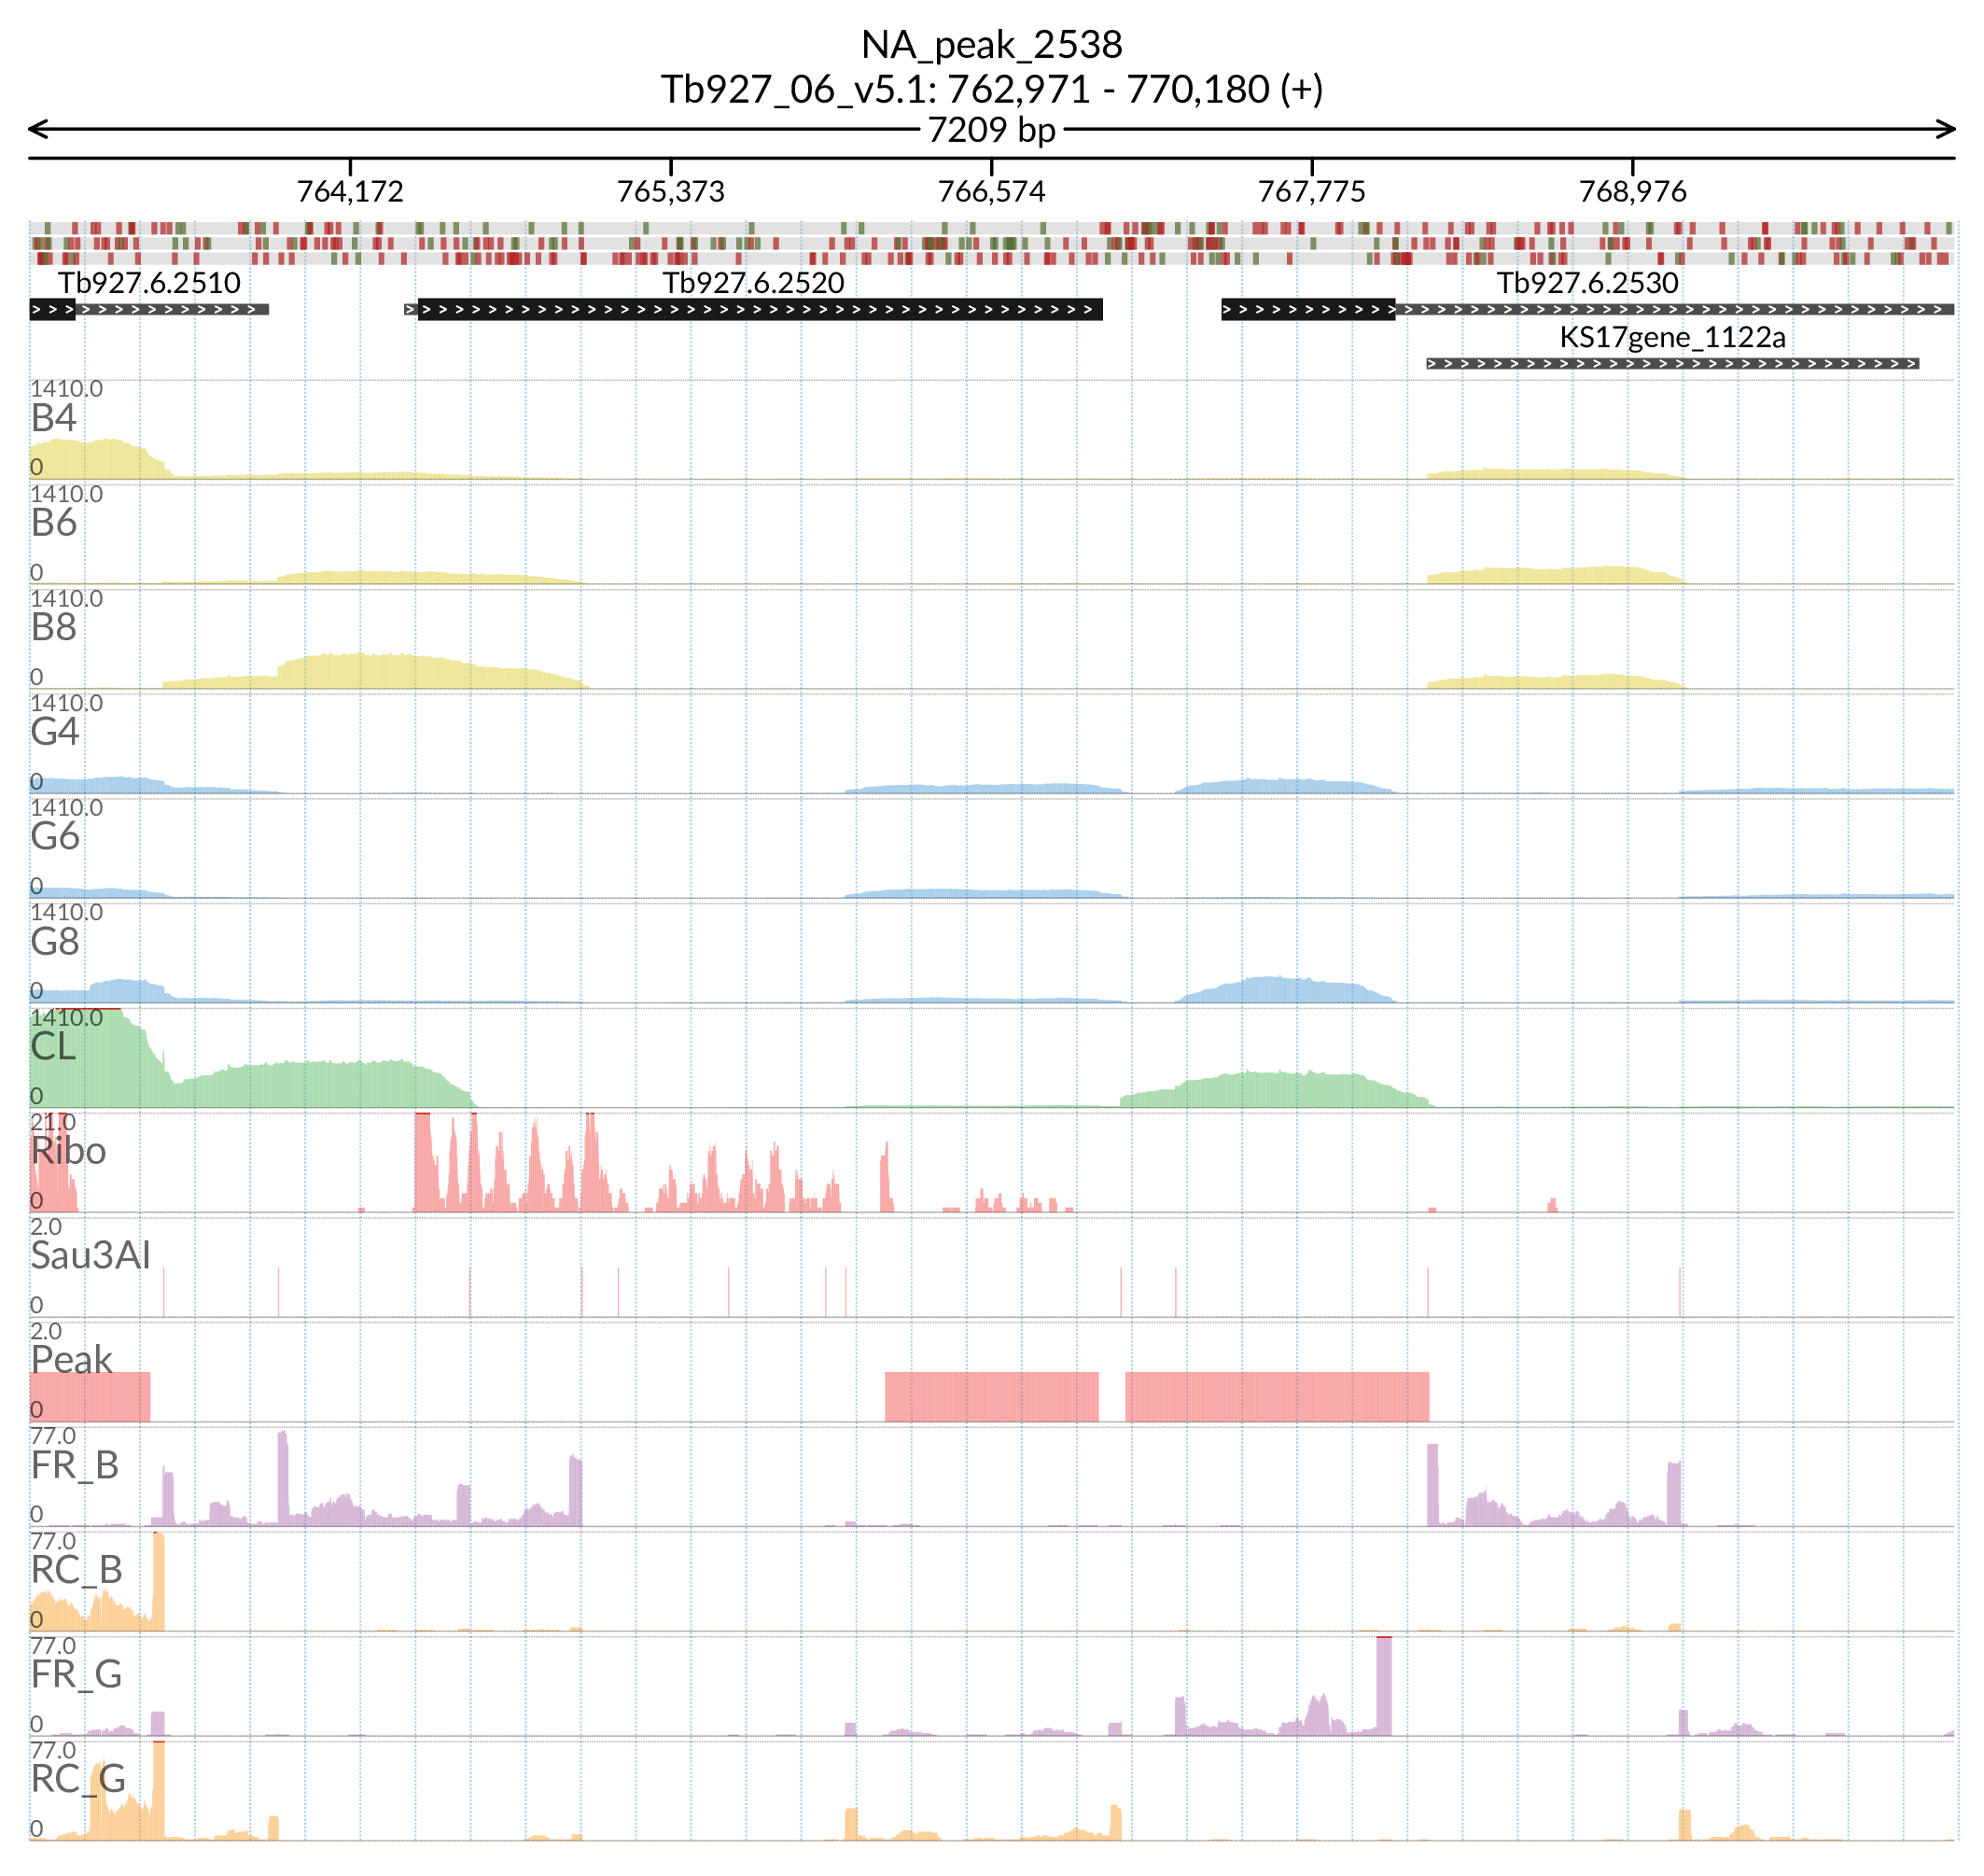 NA_peak_2538
Tb927_06_v5.1: 762,971 - 770,180 (+)
7209 bp
764,172 765,373 766,574 767,775 768,976
Tb927.6.2510 Tb927.6.2520 Tb927.6.2530
KS17gene_1122a
1410.0
B4
0
1410.0
B6
0
1410.0
B8
0
1410.0
G4
0
1410.0
G6
0
1410.0
G8
0
1410.0
CL
0
21.0
Ribo
0
2.0
Sau3AI
0
2.0
Peak
0
77.0
FR_B
0
77.0
RC_B
0
77.0
FR_G
0
77.0
RC_G
0